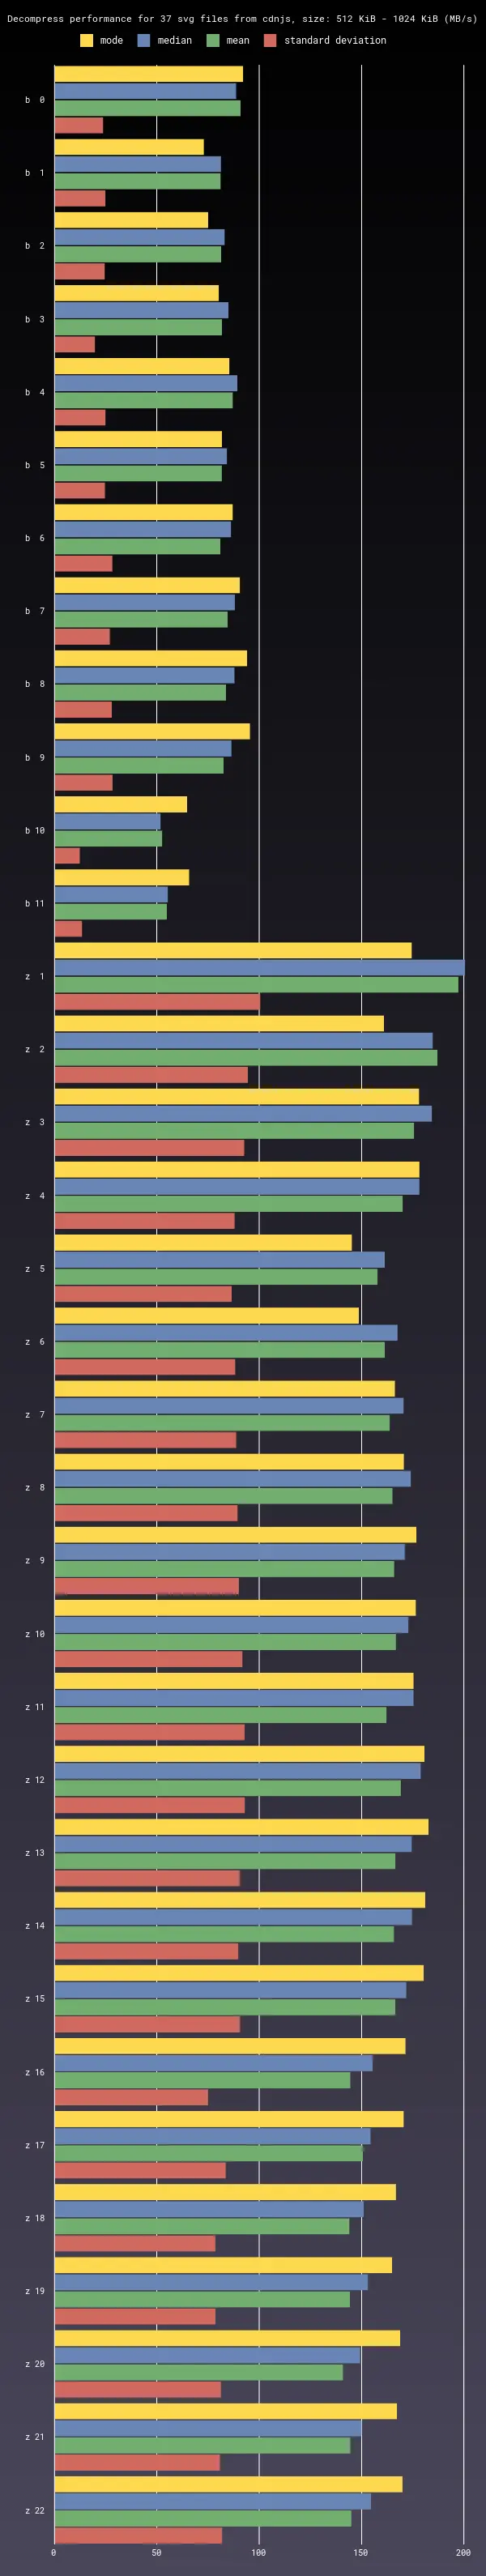 Decompress performance for 37 svg files from cdnjs, size: 512 KiB - 1024 KiB (MB/s)
mode median mean standard deviation
b 0
b 1
b 2
b 3
b 4
b 5
b 6
b 7
b 8
b 9
b 10
b 11
z 1
z 2
z 3
z 4
z 5
z 6
z 7
z 8
z 9
z 10
z 11
z 12
z 13
z 14
z 15
z 16
z 17
z 18
z 19
z 20
z 21
z 22
0 50 100 150 200